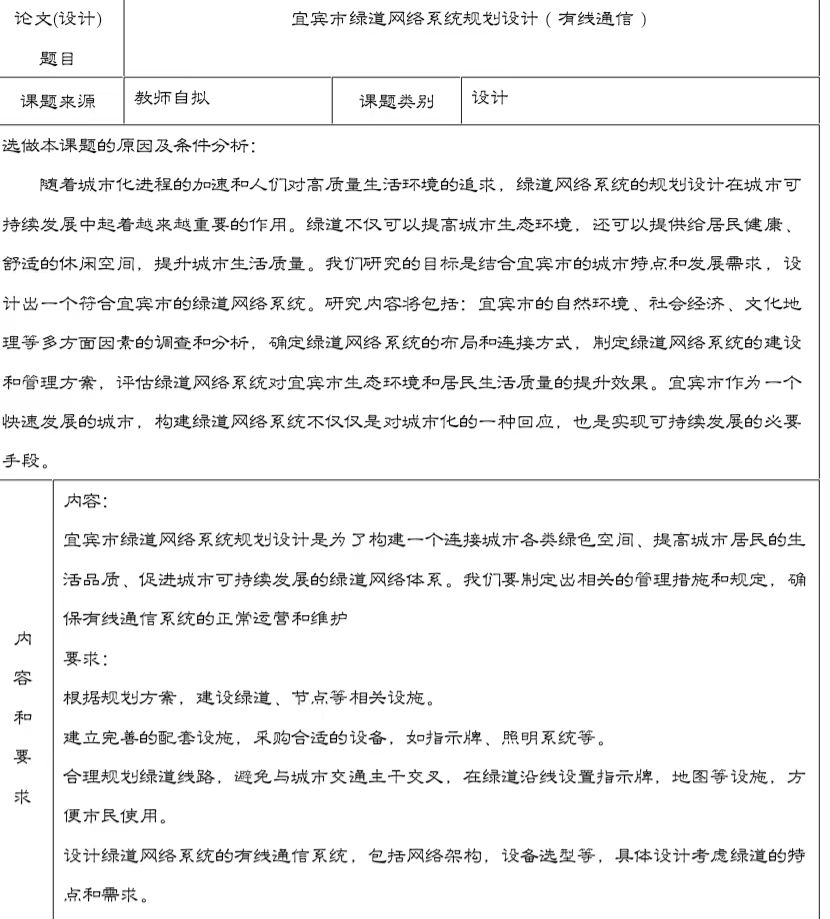 论文(设计)
题目
宜宾市绿道网络系统规划设计（有线通信）
课题来源
教师自拟
课题类别
设计
选做本课题的原因及条件分析：
随着城市化进程的加速和人们对高质量生活环境的追求，绿道网络系统的规划设计在城市可
持续发展中起着越来越重要的作用。绿道不仅可以提高城市生态环境，还可以提供给居民健康、
舒适的休闲空间，提升城市生活质量。我们研究的目标是结合宜宾市的城市特点和发展需求，设
计出一个符合宜宾市的绿道网络系统。研究内容将包括：宜宾市的自然环境、社会经济、文化地
理等多方面因素的调查和分析，确定绿道网络系统的布局和连接方式，制定绿道网络系统的建设
和管理方案，评估绿道网络系统对宜宾市生态环境和居民生活质量的提升效果。宜宾市作为一个
快速发展的城市，构建绿道网络系统不仅仅是对城市化的一种回应，也是实现可持续发展的必要
手段。
内容和要求
内容：
宜宾市绿道网络系统规划设计是为了构建一个连接城市各类绿色空间、提高城市居民的生
活品质、促进城市可持续发展的绿道网络体系。我们要制定出相关的管理措施和规定，确
保有线通信系统的正常运营和维护
要求：
根据规划方案，建设绿道、节点等相关设施。
建立完善的配套设施，采购合适的设备，如指示牌、照明系统等。
合理规划绿道线路，避免与城市交通主干交叉，在绿道沿线设置指示牌，地图等设施，方
便市民使用。
设计绿道网络系统的有线通信系统，包括网络架构，设备选型等，具体设计考虑绿道的特
点和需求。